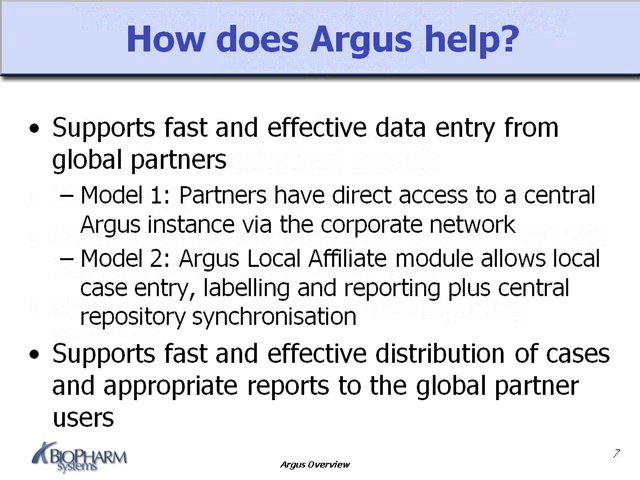 How does Argus help?
• Supports fast and effective data entry from
global partners
– Model 1: Partners have direct access to a central
Argus instance via the corporate network
– Model 2: Argus Local Affiliate module allows local
case entry, labelling and reporting plus central
repository synchronisation
• Supports fast and effective distribution of cases
and appropriate reports to the global partner
users
BIOPHARM
systems
Argus Overview
7